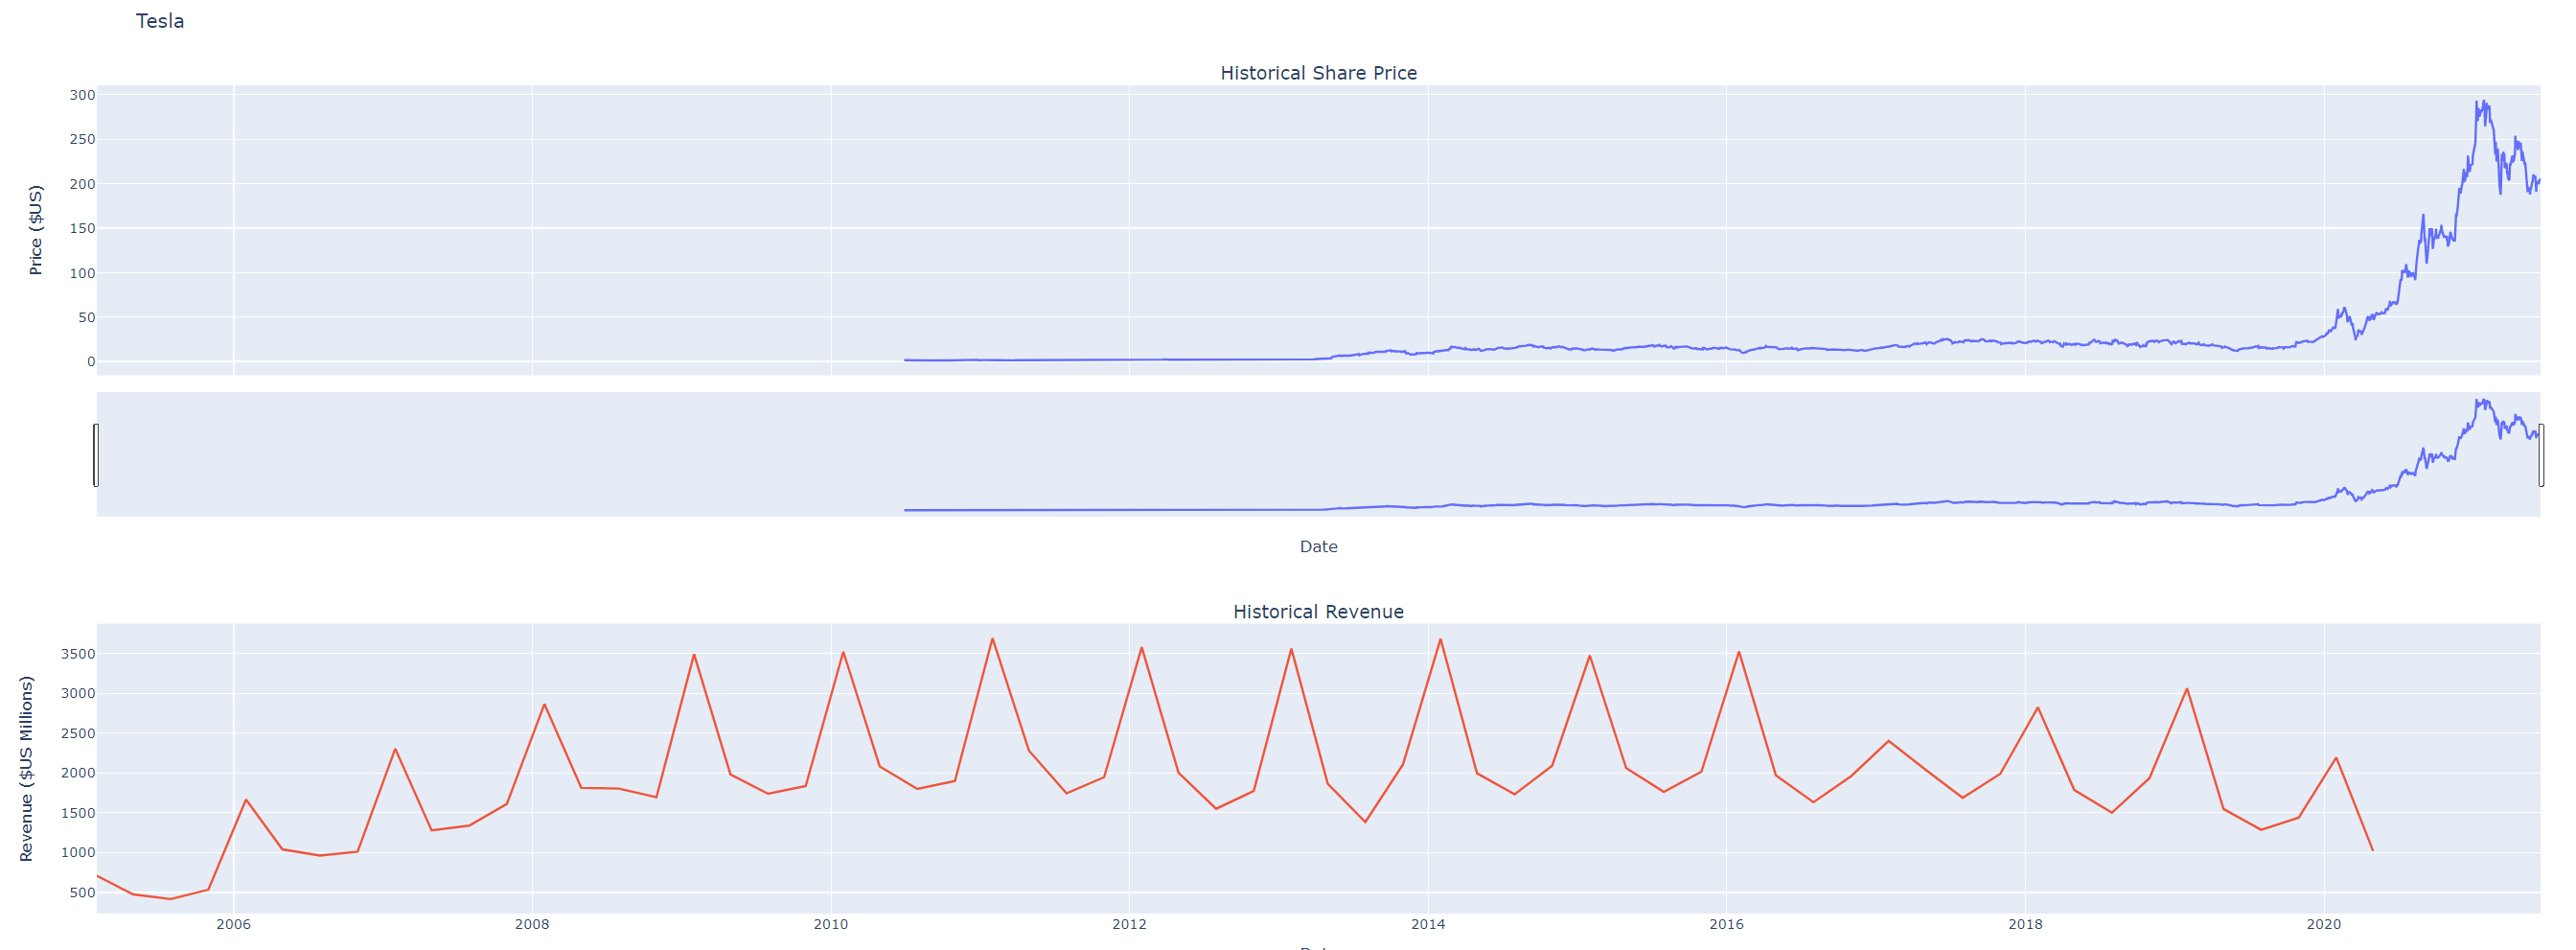 Tesla
Historical Share Price
300
250
200
150
100
50
0
Price ($US)
Date
Historical Revenue
3500
3000
2500
2000
1500
1000
500
Revenue ($US Millions)
2006 2008 2010 2012 2014 2016 2018 2020